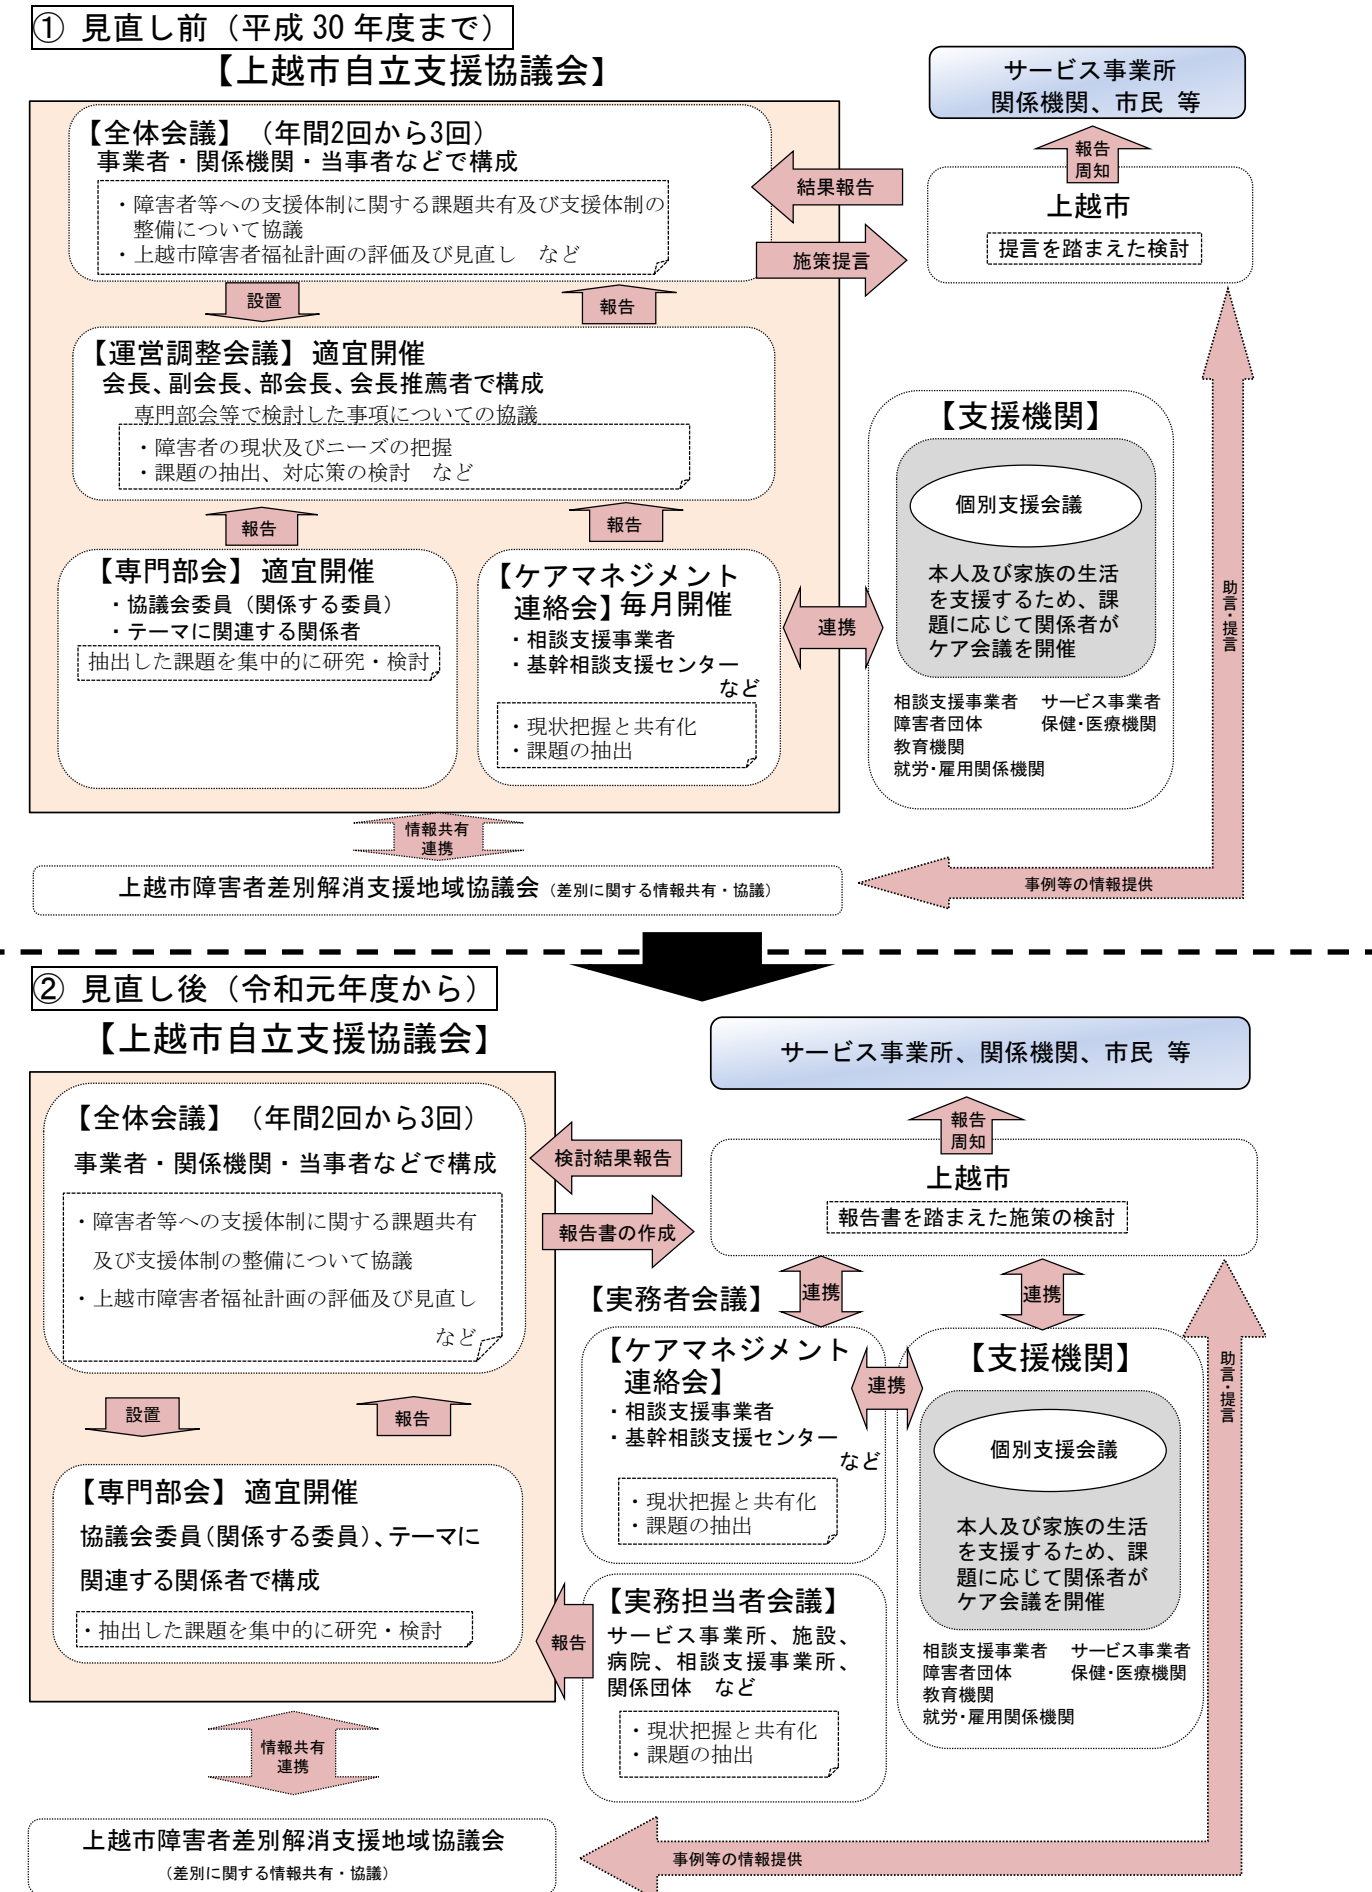 ① 見直し前（平成 30 年度まで）
【上越市自立支援協議会】
サービス事業所
関係機関、市民 等
【全体会議】（年間2回から3回）
事業者・関係機関・当事者などで構成
・障害者等への支援体制に関する課題共有及び支援体制の
整備について協議
・上越市障害者福祉計画の評価及び見直し　など
結果報告
施策提言
報告
周知
上越市
提言を踏まえた検討
設置
報告
【運営調整会議】適宜開催
会長、副会長、部会長、会長推薦者で構成
専門部会等で検討した事項についての協議
・障害者の現状及びニーズの把握
・課題の抽出、対応策の検討　など
報告
報告
【専門部会】適宜開催
・協議会委員（関係する委員）
・テーマに関連する関係者
抽出した課題を集中的に研究・検討
【ケアマネジメント
連絡会】毎月開催
・相談支援事業者
・基幹相談支援センター
など
・現状把握と共有化
・課題の抽出
連携
【支援機関】
個別支援会議
本人及び家族の生活
を支援するため、課
題に応じて関係者が
ケア会議を開催
相談支援事業者　サービス事業者
障害者団体　保健・医療機関
教育機関
就労・雇用関係機関
助言・提言
情報共有
連携
上越市障害者差別解消支援地域協議会（差別に関する情報共有・協議）
事例等の情報提供
② 見直し後（令和元年度から）
【上越市自立支援協議会】
サービス事業所、関係機関、市民 等
【全体会議】（年間2回から3回）
事業者・関係機関・当事者などで構成
・障害者等への支援体制に関する課題共有
及び支援体制の整備について協議
・上越市障害者福祉計画の評価及び見直し
など
検討結果報告
報告書の作成
報告
周知
上越市
報告書を踏まえた施策の検討
設置
報告
【専門部会】適宜開催
協議会委員（関係する委員）、テーマに
関連する関係者で構成
・抽出した課題を集中的に研究・検討
【実務者会議】
連携
連携
【ケアマネジメント
連絡会】
・相談支援事業者
・基幹相談支援センター
など
・現状把握と共有化
・課題の抽出
連携
【支援機関】
個別支援会議
本人及び家族の生活
を支援するため、課
題に応じて関係者が
ケア会議を開催
相談支援事業者　サービス事業者
障害者団体　保健・医療機関
教育機関
就労・雇用関係機関
助言・提言
報告
【実務担当者会議】
サービス事業所、施設、
病院、相談支援事業所、
関係団体　など
・現状把握と共有化
・課題の抽出
情報共有
連携
上越市障害者差別解消支援地域協議会
（差別に関する情報共有・協議）
事例等の情報提供